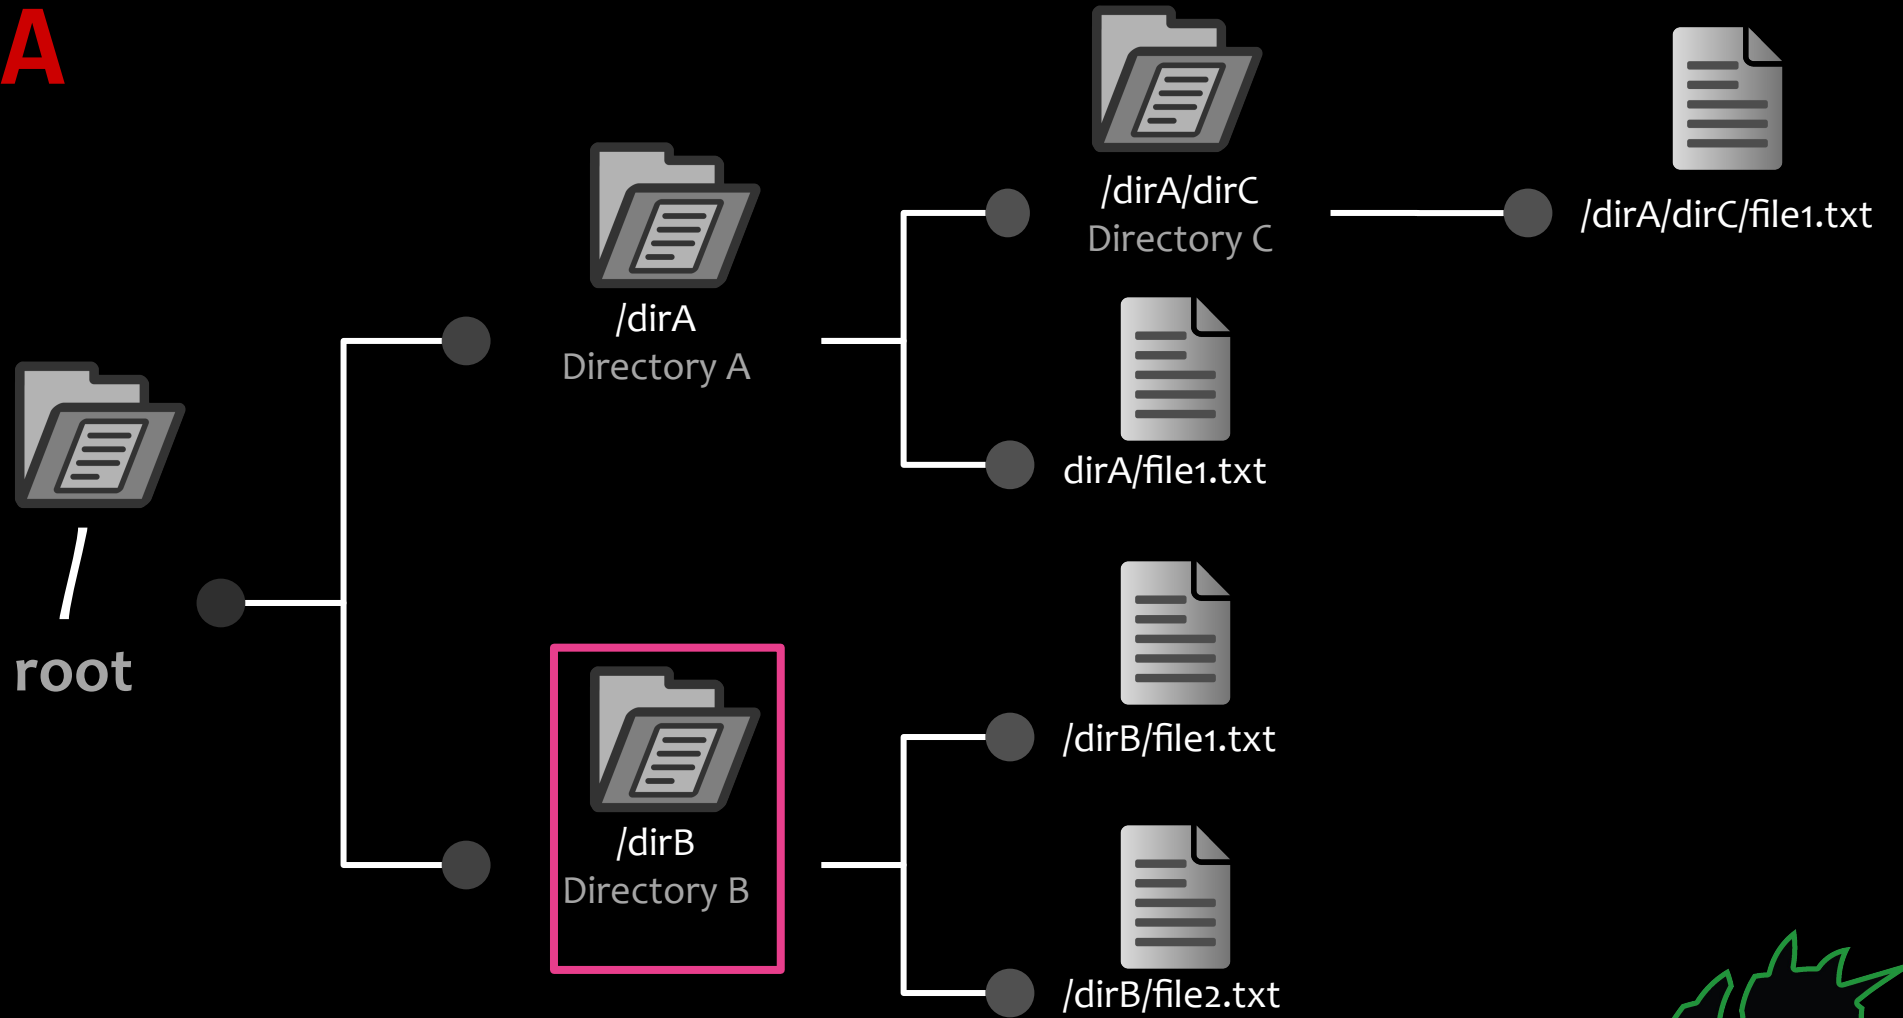 A
/
root
/dirA
Directory A
/dirB
Directory B
/dirA/dirC
Directory C
dirA/file1.txt
/dirB/file1.txt
/dirB/file2.txt
/dirA/dirC/file1.txt